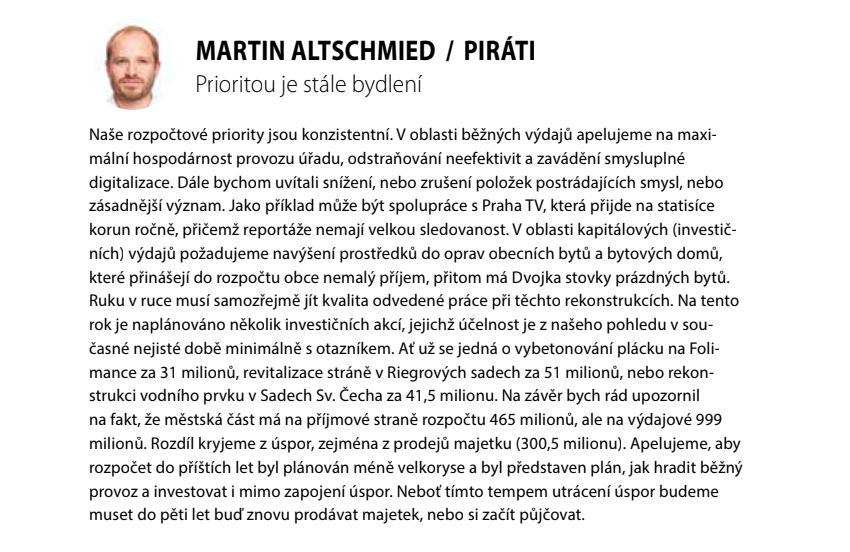 MARTIN ALTSCHMIED / PIRÁTI
Prioritou je stále bydlení
Naše rozpočtové priority jsou konzistentní. V oblasti běžných výdajů apelujeme na maxi-
mální hospodárnost provozu úřadu, odstraňování neefektivit a zavádění smysluplné
digitalizace. Dále bychom uvítali snížení, nebo zrušení položek postrádajících smysl, nebo
zásadnější význam. Jako příklad může být spolupráce s Praha TV, která přijde na statisíce
korun ročně, přičemž reportáže nemají velkou sledovanost. V oblasti kapitálových (investič-
ních) výdajů požadujeme navýšení prostředků do oprav obecních bytů a bytových domů,
které přinášejí do rozpočtu obce nemalý příjem, přitom má Dvojka stovky prázdných bytů.
Ruku v ruce musí samozřejmě jít kvalita odvedené práce při těchto rekonstrukcích. Na tento
rok je naplánováno několik investičních akcí, jejichž účelnost je z našeho pohledu v sou-
časné nejisté době minimálně s otazníkem. Ať už se jedná o vybetonování plácku na Foli-
mance za 31 milionů, revitalizace stráně v Riegrových sadech za 51 milionů, nebo rekon-
strukci vodního prvku v Sadech Sv. Čecha za 41,5 milionu. Na závěr bych rád upozornil
na fakt, že městská část má na příjmové straně rozpočtu 465 milionů, ale na výdajové 999
milionů. Rozdíl kryjeme z úspor, zejména z prodejů majetku (300,5 milionu). Apelujeme, aby
rozpočet do příštích let byl plánován méně velkoryse a byl představen plán, jak hradit běžný
provoz a investovat i mimo zapojení úspor. Neboť tímto tempem utrácení úspor budeme
muset do pěti let buď znovu prodávat majetek, nebo si začít půjčovat.